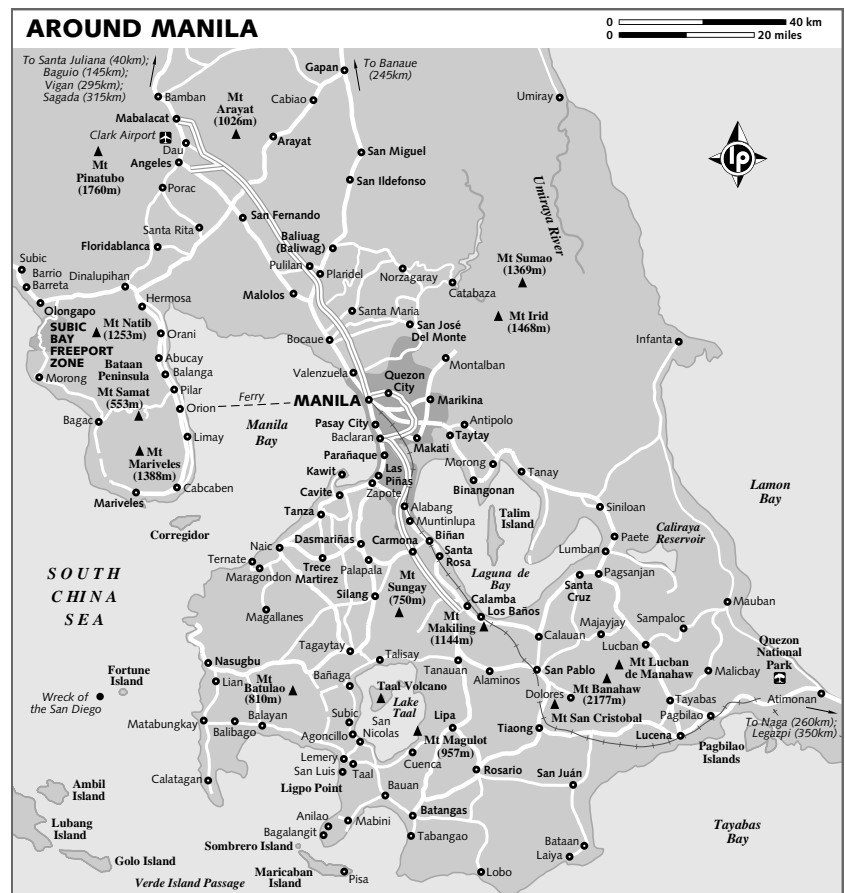 AROUND MANILA
0 40 km
0 20 miles
To Santa Juliana (40km);
Baguio (145km);
Vigan (295km);
Sagada (315km)
To Banaue
(245km)
Gapan
Bamban
Mt
Arayat
(1026m)
Cabiao
Umiray
Mabalacat
Clark Airport
Dau
Arayat
Angeles
San Miguel
lp
Mt
Pinatubo
(1760m)
Porac
San Ildefonso
Umiraya River
San Fernando
Santa Rita
Floridablanca
Baliuag
(Baliwag)
Subic
Barrio
Barreta
Dinalupihan
Pulilan
Plaridel
Norzagaray
Mt Sumao
(1369m)
Catabaza
Malolos
Hermosa
Olongapo
Santa Maria
Mt Irid
(1468m)
SUBIC
BAY
FREEPORT
ZONE
Mt Natib
(1253m)
Orani
San José
Del Monte
Bocaue
Infanta
Abucay
Montalban
Bataan
Peninsula
Balanga
Valenzuela
Quezon
City
Morong
Mt Samat
(553m)
Pilar
Orion
Ferry
MANILA
Marikina
Bagac
Manila
Bay
Pasay City
Antipolo
Limay
Baclaran
Makati
Taytay
Mt
Mariveles
(1388m)
Parañaque
Morong
Kawit
Las
Piñas
Tanay
Cabcaben
Zapote
Binangonan
Lamon
Bay
Mariveles
Cavite
Alabang
Talim
Island
Siniloan
Tanza
Muntinlupa
Corregidor
Caliraya
Reservoir
Paete
Dasmariñas
Carmona
Biñan
Naic
Lumban
Ternate
Maragondon
Trece
Martirez
Palapala
Santa
Rosa
Laguna de
Bay
SOUTH
CHINA
SEA
Mt
Sungay
(750m)
Santa
Cruz
Pagsanjan
Silang
Calamba
Los Baños
Mauban
Magallanes
Mt
Makiling
(1144m)
Majayjay
Sampaloc
Calauan
Lucban
Quezon
National
Park
Tagaytay
Talisay
Nasugbu
Tanauan
San Pablo
Mt Lucban
de Manahaw
Malicbay
Fortune
Island
Lian
Mt
Batulao
(810m)
Bañaga
Taal Volcano
Alaminos
Mt Banahaw
(2177m)
Wreck of
the San Diego
Lake
Taal
Dolores
Tayabas
Atimonan
Matabungkay
Subic
San
Nicolas
Lipa
Mt San Cristobal
Pagbilao
To Naga (260km);
Legazpi (350km)
Balayan
Balibago
Agoncillo
Tiaong
Lucena
Mt Magulot
(957m)
Pagbilao
Islands
Lemery
Cuenca
San Luis
Taal
Rosario
San Juán
Calatagan
Ligpo Point
Ambil
Island
Bauan
Batangas
Anilao
Mabini
Tayabas
Bay
Lubang
Island
Bagalangit
Tabangao
Sombrero Island
Bataan
Laiya
Golo Island
Maricaban
Island
Verde Island Passage
Pisa
Lobo